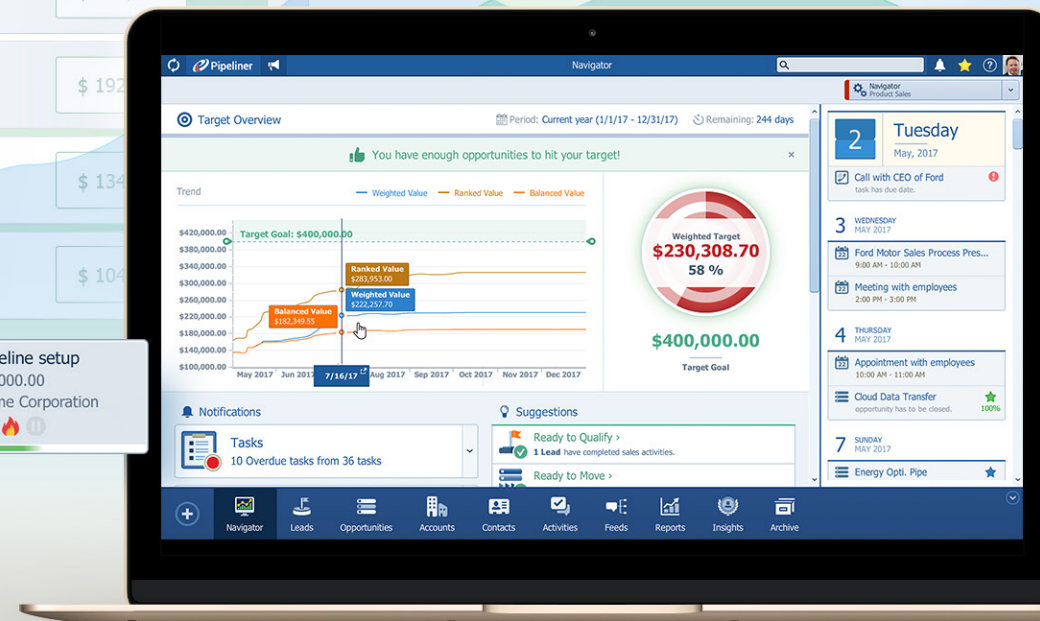 $ 192
$ 134
$ 104
eline setup
000.00
me Corporation
Pipeliner
Navigator
Navigator
Product Sales
Target Overview
Period: Current year (1/1/17 - 12/31/17)
Remaining: 244 days
You have enough opportunities to hit your target!
Trend
Weighted Value
Ranked Value
Balanced Value
$420,000.00
$380,000.00
$340,000.00
$300,000.00
$260,000.00
$220,000.00
$180,000.00
$140,000.00
$100,000.00
Target Goal: $400,000.00
Ranked Value
$283,953.00
Weighted Value
$222,257.70
Balanced Value
$182,349.55
May 2017 Jun 201 7/16/17 Aug 2017 Sep 2017 Oct 2017 Nov 2017 Dec 2017
Weighted Target
$230,308.70
58 %
$400,000.00
Target Goal
Notifications
Tasks
10 Overdue tasks from 36 tasks
Suggestions
Ready to Qualify ›
1 Lead have completed sales activities.
Ready to Move ›
2
Tuesday
May, 2017
Call with CEO of Ford
task has due date.
3 WEDNESDAY
MAY 2017
Ford Motor Sales Process Pres...
9:00 AM - 10:00 AM
Meeting with employees
2:00 PM - 3:00 PM
4 THURSDAY
MAY 2017
Appointment with employees
10:00 AM - 11:00 AM
Cloud Data Transfer
opportunity has to be closed.
100%
7 SUNDAY
MAY 2017
Energy Opti. Pipe
Navigator
Leads
Opportunities
Accounts
Contacts
Activities
Feeds
Reports
Insights
Archive